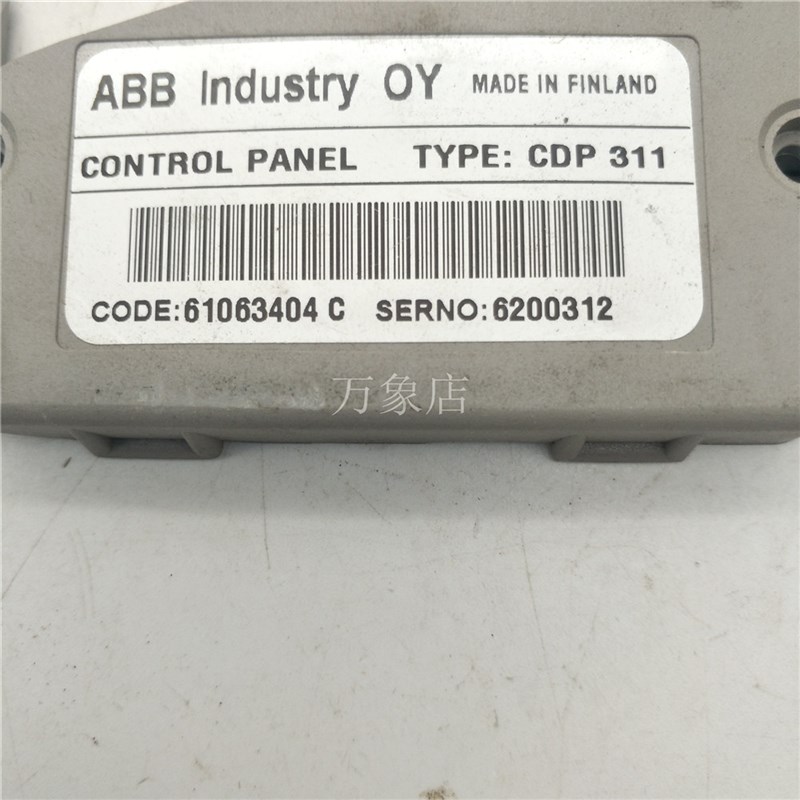 ABB Industry OY MADE IN FINLAND
CONTROL PANEL TYPE: CDP 311
CODE:61063404 C SERNO:6200312
万象店